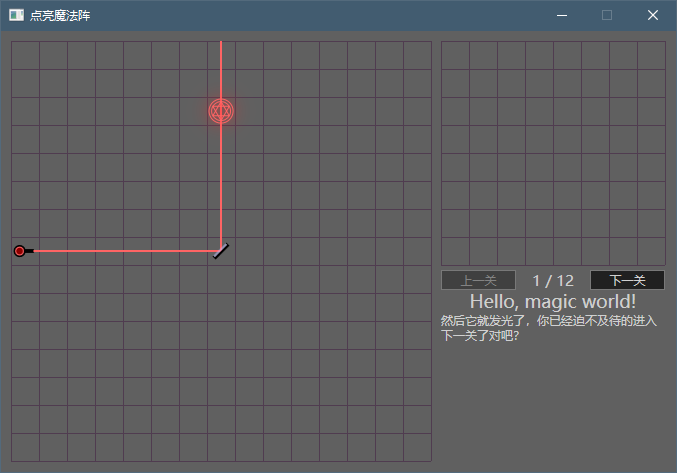 点亮魔法阵
上一关
1 / 12
下一关
Hello, magic world!
然后它就发光了，你已经迫不及待的进入
下一关了对吧？